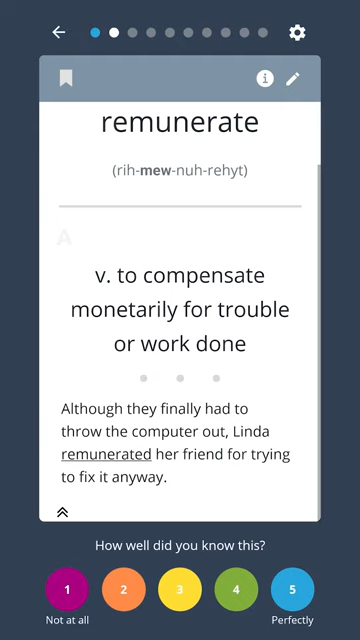 remunerate
(rih-mew-nuh-rehyt)
A
v. to compensate
monetarily for trouble
or work done
Although they finally had to
throw the computer out, Linda
remunerated her friend for trying
to fix it anyway.
How well did you know this?
1
2
3
4
5
Not at all
Perfectly